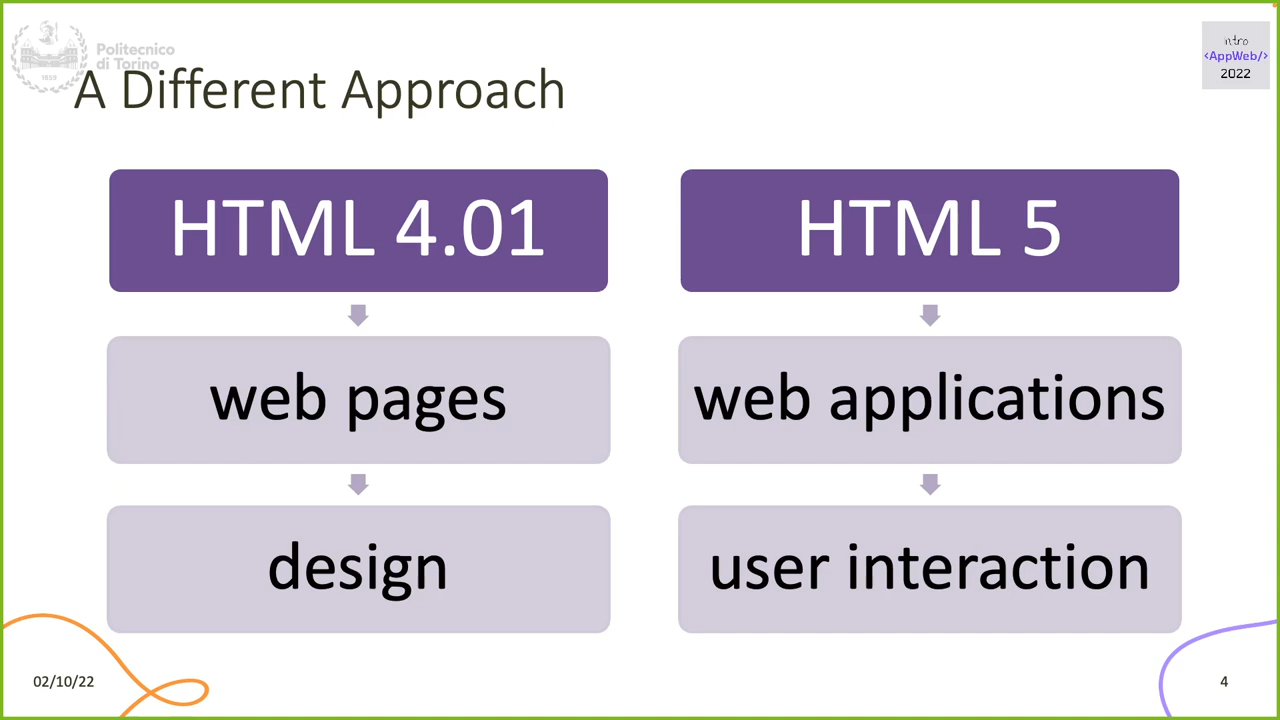 Politecnico
di Torino
1859
A Different Approach
intro
<AppWeb/>
2022
HTML 4.01
HTML 5
web pages
web applications
design
user interaction
02/10/22
4